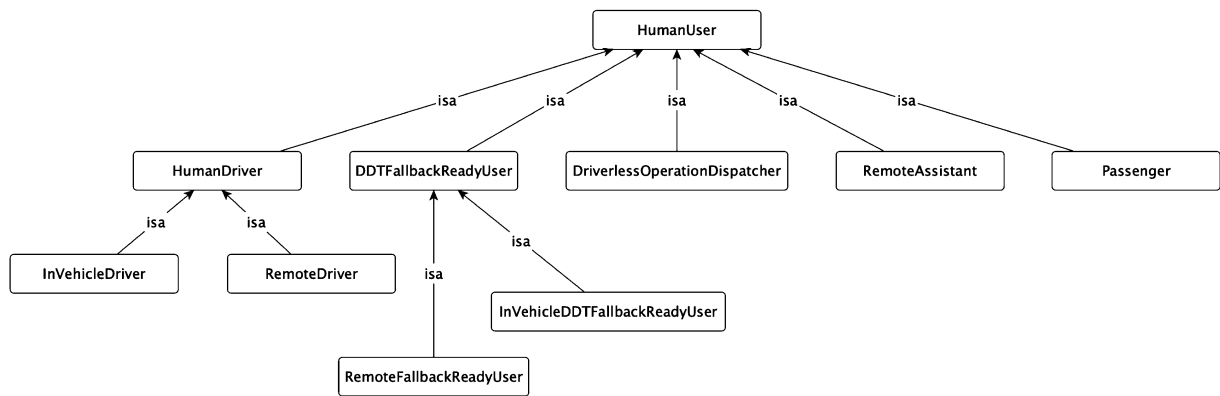 HumanUser
isa
isa
isa
isa
isa
HumanDriver
DDTFallbackReadyUser
DriverlessOperationDispatcher
RemoteAssistant
Passenger
isa
isa
isa
isa
InVehicleDriver
RemoteDriver
InVehicleDDTFallbackReadyUser
RemoteFallbackReadyUser